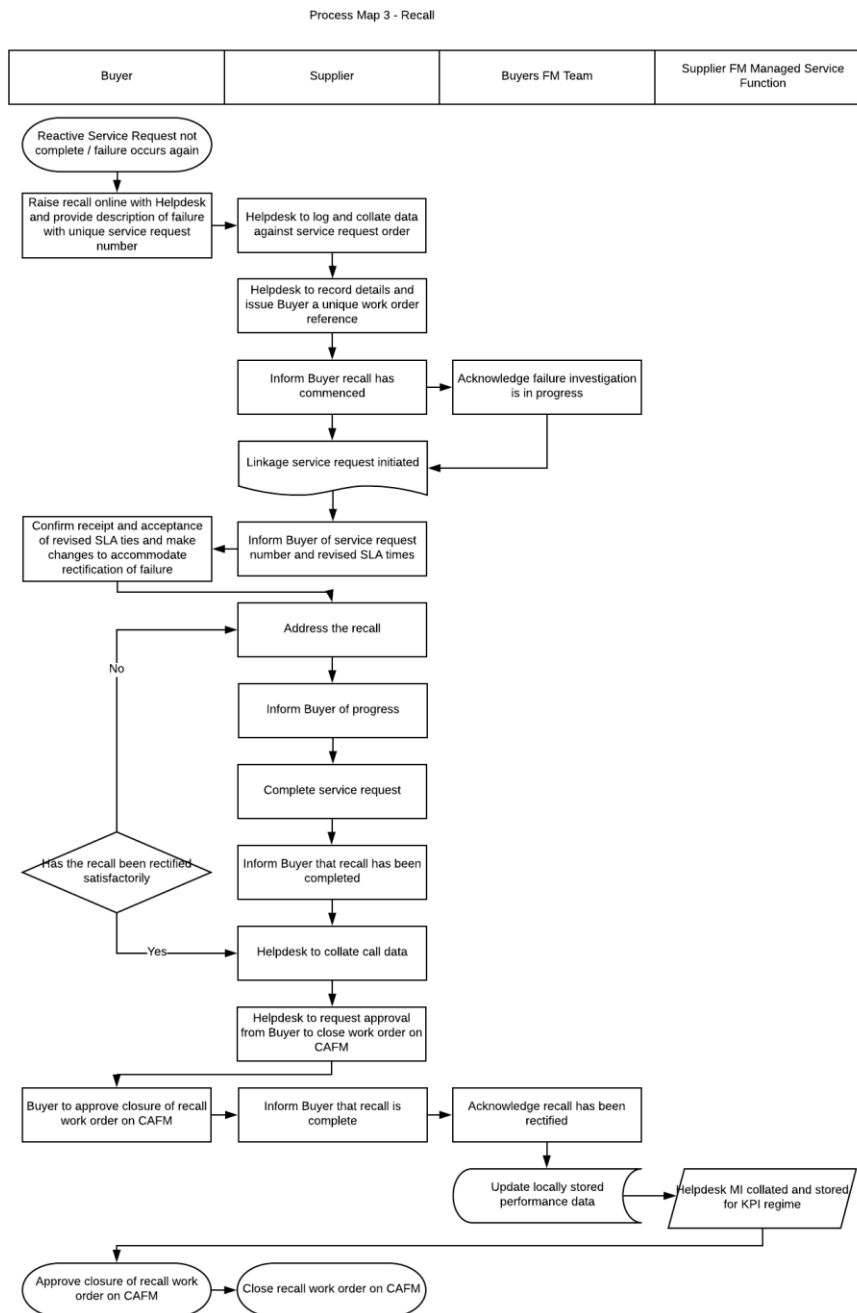 Process Map 3 - Recall
Buyer
Supplier
Buyers FM Team
Supplier FM Managed Service
Function
Reactive Service Request not
complete / failure occurs again
Raise recall online with Helpdesk
and provide description of failure
with unique service request
number
Helpdesk to log and collate data
against service request order
Helpdesk to record details and
issue Buyer a unique work order
reference
Inform Buyer recall has
commenced
Acknowledge failure investigation
is in progress
Linkage service request initiated
Confirm receipt and acceptance
of revised SLA ties and make
changes to accommodate
rectification of failure
Inform Buyer of service request
number and revised SLA times
Address the recall
No
Inform Buyer of progress
Complete service request
Has the recall been rectified
satisfactorily
Inform Buyer that recall has been
completed
Yes
Helpdesk to collate call data
Helpdesk to request approval
from Buyer to close work order on
CAFM
Buyer to approve closure of recall
work order on CAFM
Inform Buyer that recall is
complete
Acknowledge recall has been
rectified
Update locally stored
performance data
Helpdesk MI collated and stored
for KPI regime
Approve closure of recall work
order on CAFM
Close recall work order on CAFM